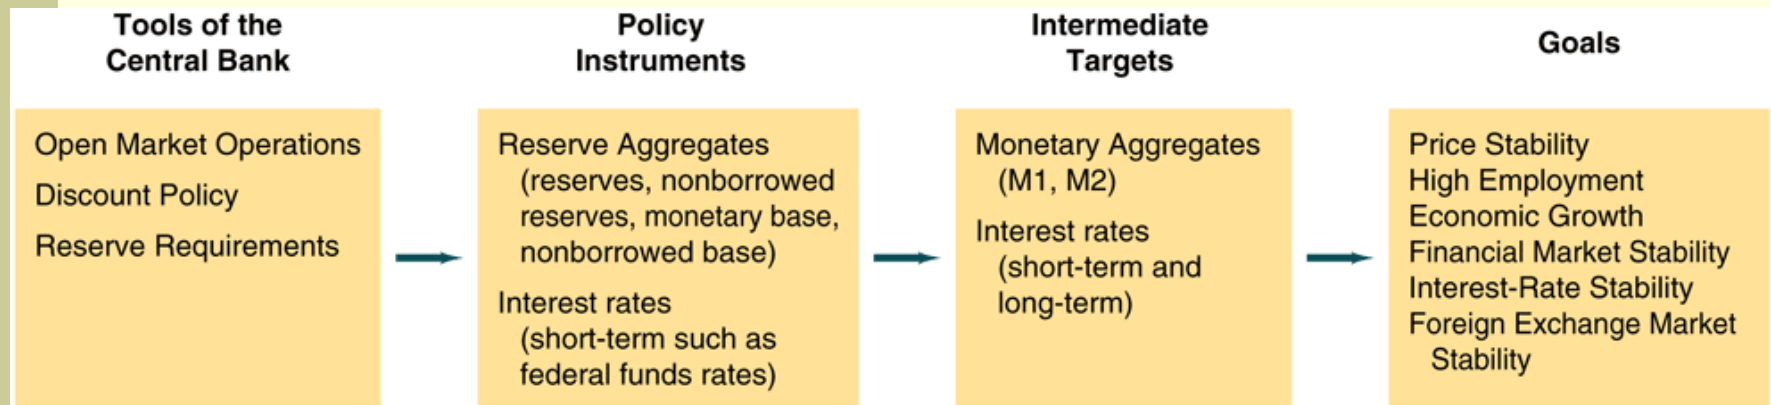 Tools of the
Central Bank
Policy
Instruments
Intermediate
Targets
Goals
Open Market Operations
Discount Policy
Reserve Requirements
Reserve Aggregates
(reserves, nonborrowed
reserves, monetary base,
nonborrowed base)
Interest rates
(short-term such as
federal funds rates)
Monetary Aggregates
(M1, M2)
Interest rates
(short-term and
long-term)
Price Stability
High Employment
Economic Growth
Financial Market Stability
Interest-Rate Stability
Foreign Exchange Market
Stability